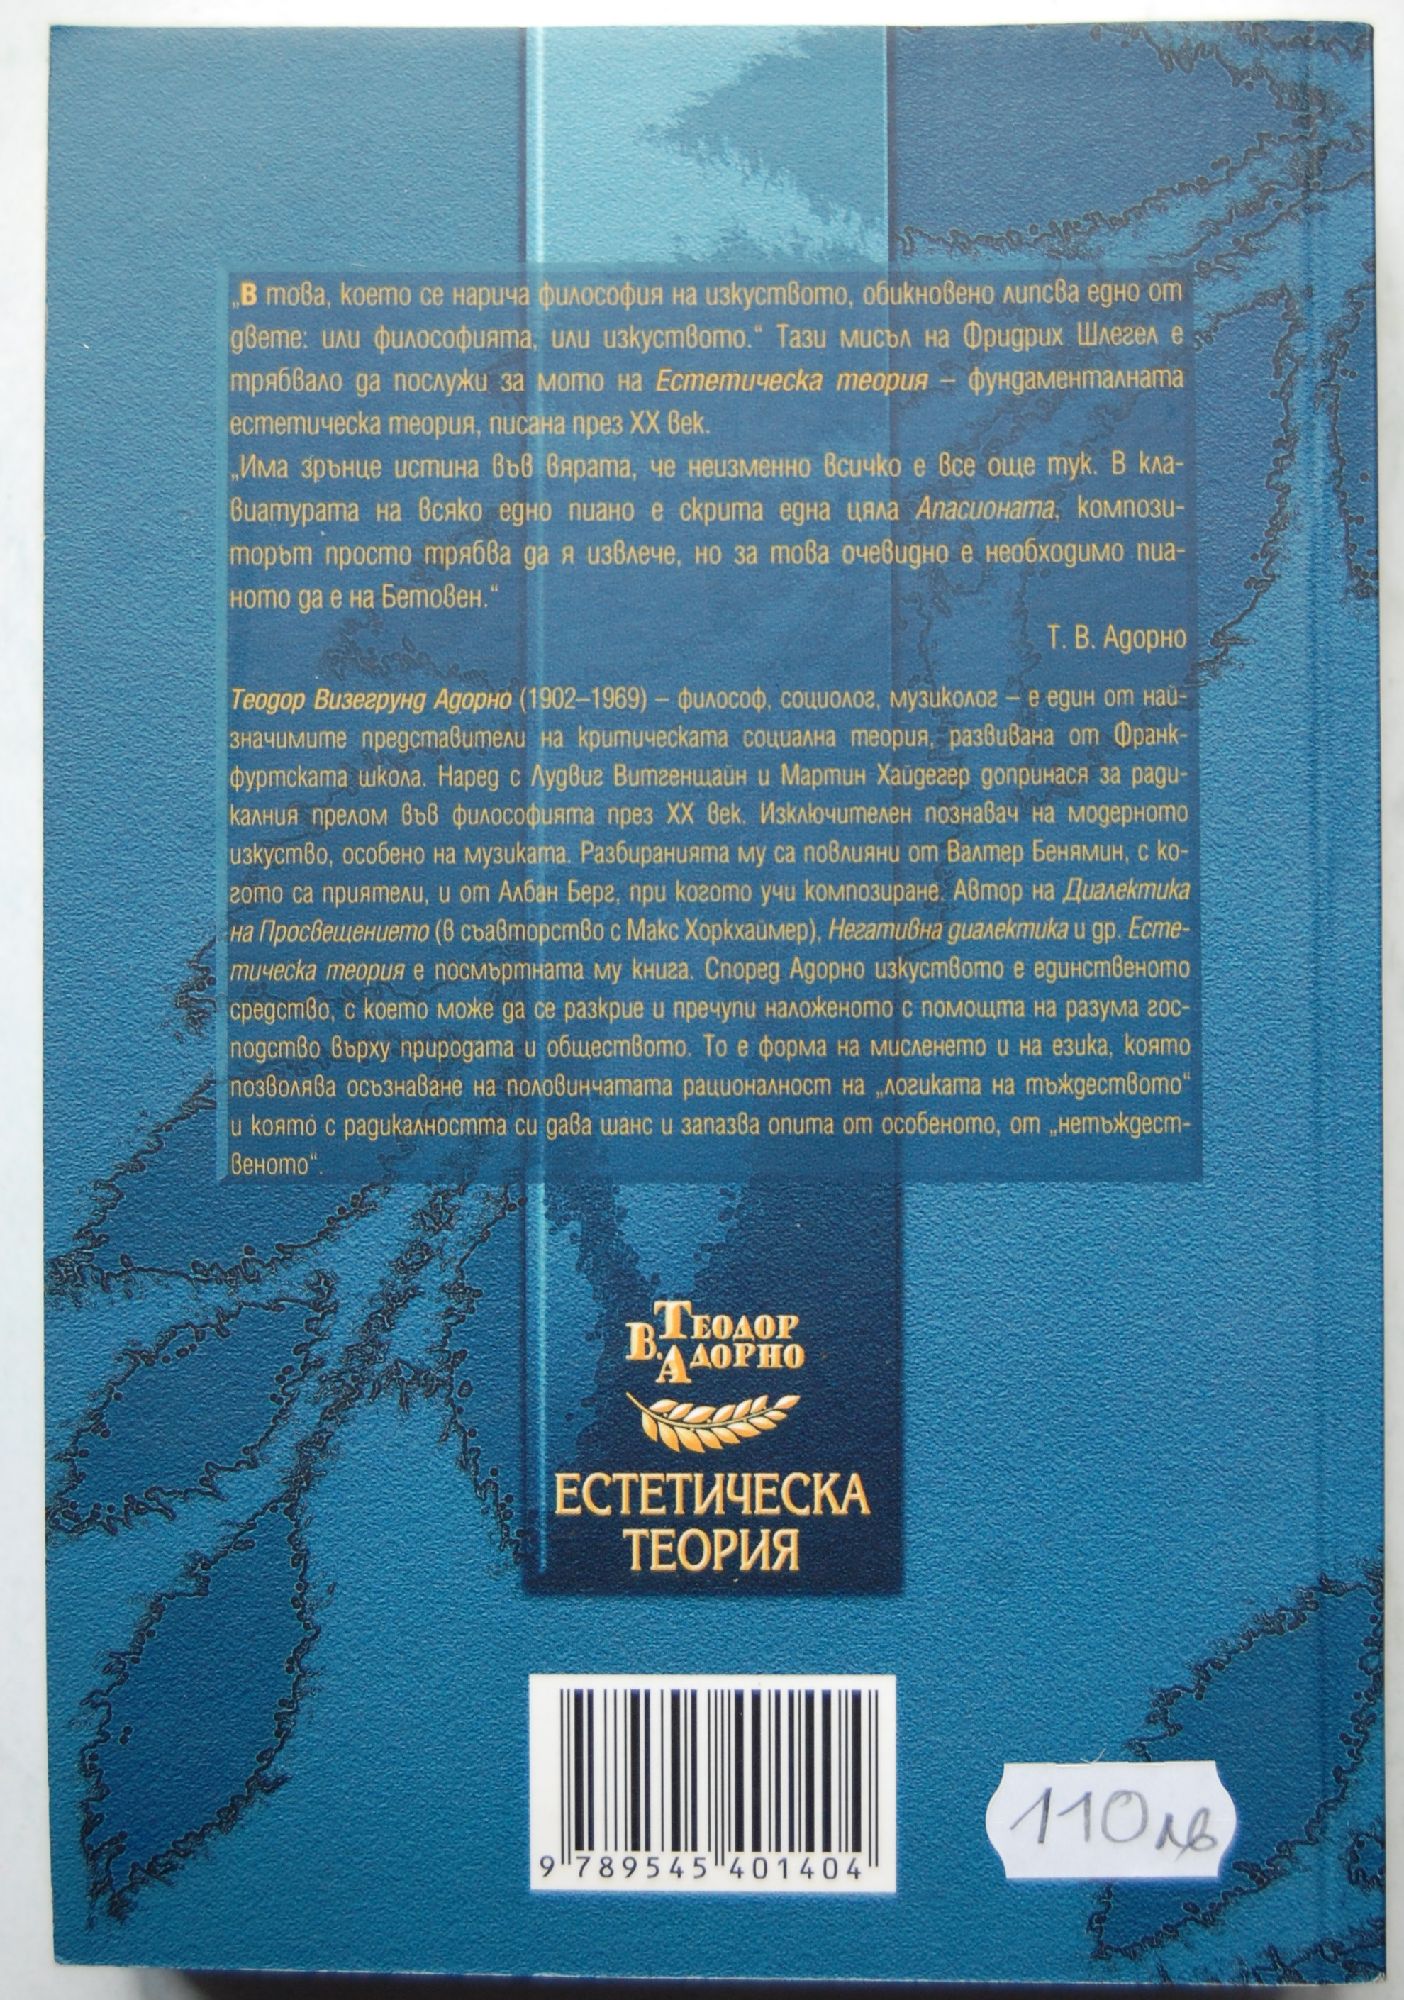 „В това, което се нарича философия на изкуството, обикновено липсва едно от
двете: или философията, или изкуството.“ Тази мисъл на Фридрих Шлегел е
трябвало да послужи за мото на Естетическа теория – фундаменталната
естетическа теория, писана през ХХ век.
„Има зрънце истина във вярата, че неизменно всичко е все още тук. В кла-
виатурата на всяко едно пиано е скрита една цяла Апасионата, компози-
торът просто трябва да я извлече, но за това очевидно е необходимо пиа-
ното да е на Бетовен.“
Т. В. Адорно
Теодор Визегрунд Адорно (1902–1969) – философ, социолог, музиколог – е един от най-
значимите представители на критическата социална теория, развивана от Франк-
фуртската школа. Наред с Лудвиг Витгенщайн и Мартин Хайдегер допринася за ради-
калния прелом във философията през ХХ век. Изключителен познавач на модерното
изкуство, особено на музиката. Разбиранията му са повлияни от Валтер Бенямин, с ко-
гото са приятели, и от Албан Берг, при когото учи композиране. Автор на Диалектика
на Просвещението (в съавторство с Макс Хоркхаймер), Негативна диалектика и др. Есте-
тическа теория е посмъртната му книга. Според Адорно изкуството е единственото
средство, с което може да се разкрие и пречупи наложеното с помощта на разума гос-
подство върху природата и обществото. То е форма на мисленето и на езика, която
позволява осъзнаване на половинчатата рационалност на „логиката на тъждеството“
и която с радикалността си дава шанс и запазва опита от особеното, от „нетъждест-
веното“.
ТЕОДОР
В. АДОРНО
ЕСТЕТИЧЕСКА
ТЕОРИЯ
9 789545 401404
110 лв